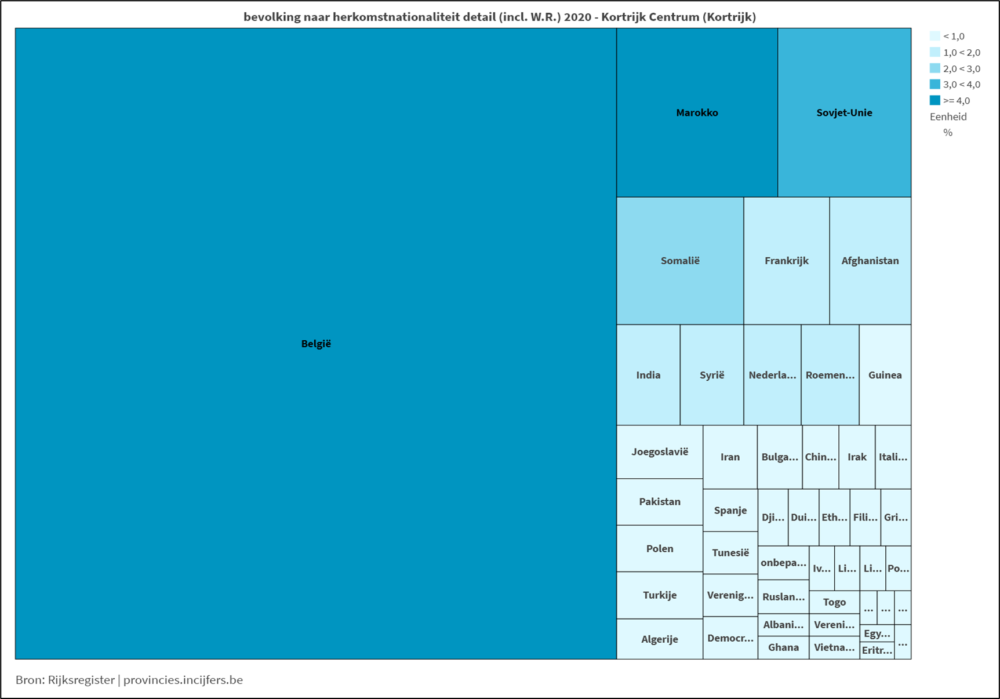 bevolking naar herkomstnationaliteit detail (incl. W.R.) 2020 - Kortrijk Centrum (Kortrijk)
< 1,0
1,0 < 2,0
2,0 < 3,0
3,0 < 4,0
>= 4,0
Eenheid
%
België
Marokko
Sovjet-Unie
Somalië
Frankrijk
Afghanistan
India
Syrië
Nederla...
Roemen...
Guinea
Joegoslavië
Pakistan
Polen
Turkije
Algerije
Iran
Spanje
Tunesië
Verenig...
Democr...
Bulga...
Chin...
Irak
Itali...
Dji...
Dui...
Eth...
Fili...
Gri...
onbepa...
Ruslan...
Albani...
Ghana
Iv...
Li...
Li...
Po...
Togo
Vereni...
Vietna...
...
...
...
Egy...
Eritr...
...
Bron: Rijksregister | provincies.incijfers.be